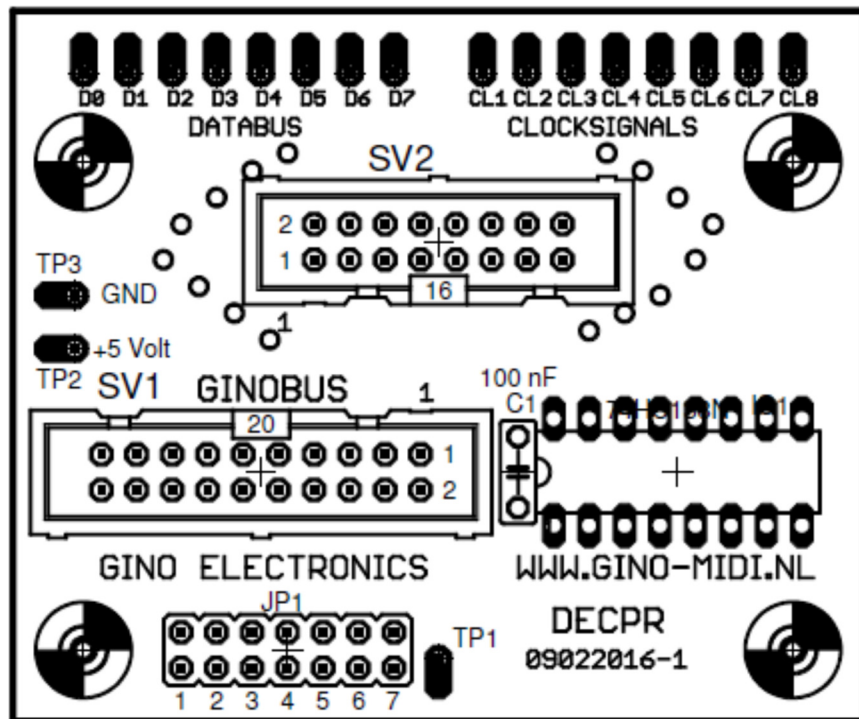 D0 D1 D2 D3 D4 D5 D6 D7 CL1 CL2 CL3 CL4 CL5 CL6 CL7 CL8
DATABUS CLOCKSIGNALS
SV2
2
1
16
1
TP3
GND
+5 Volt
TP2
SV1 GINOBUS 1
20
1
2
100 nF
C1
GINO ELECTRONICS WWW.GINO-MIDI.NL
JP1
1 2 3 4 5 6 7
TP1
DECPR
09022016-1